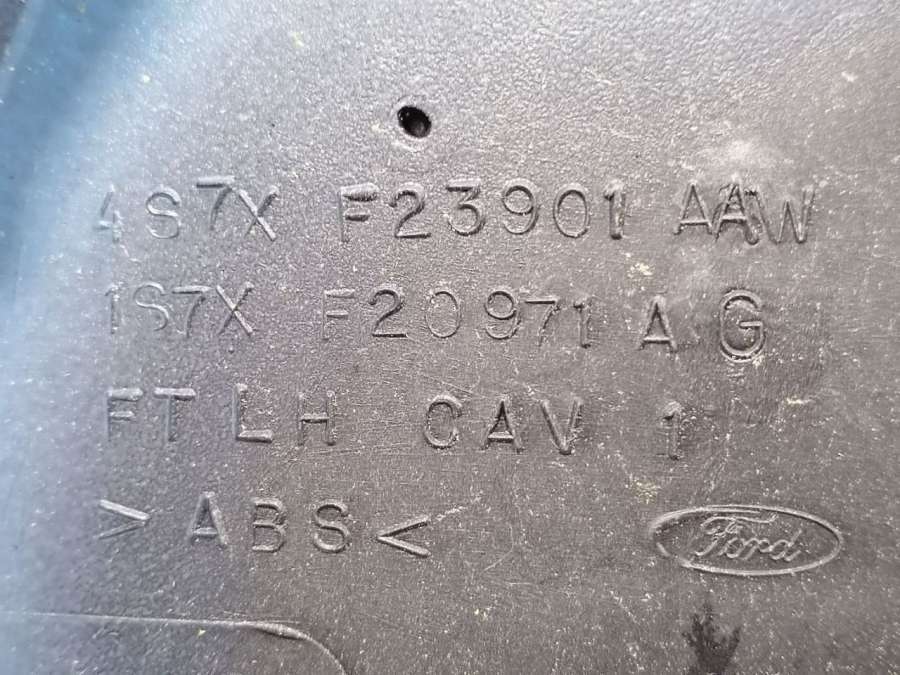 4S7X F23901 AAW
1S7X F20971 A G
FT LH CAV 1
>ABS<
Ford